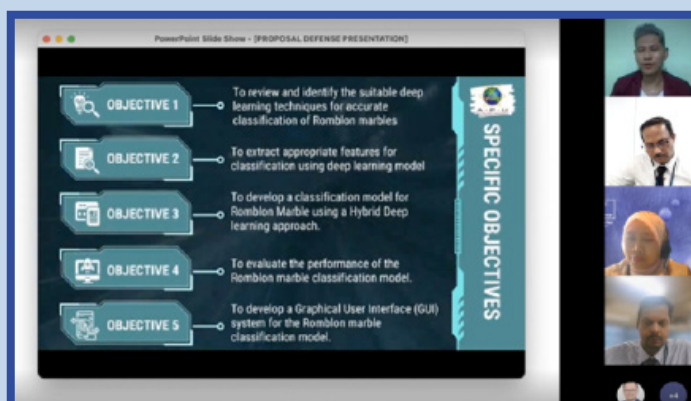 PowerPoint Slide Show - [PROPOSAL DEFENSE PRESENTATION]
OBJECTIVE 1
To review and identify the suitable deep
learning techniques for accurate
classification of Romblon marbles
OBJECTIVE 2
To extract appropriate features for
classification using deep learning model
OBJECTIVE 3
To develop a classification model for
Romblon Marble using a Hybrid Deep
learning approach.
OBJECTIVE 4
To evaluate the performance of the
Romblon marble classification model.
OBJECTIVE 5
To develop a Graphical User Interface (GUI)
system for the Romblon marble
classification model.
SPECIFIC OBJECTIVES
A·P·U
+4